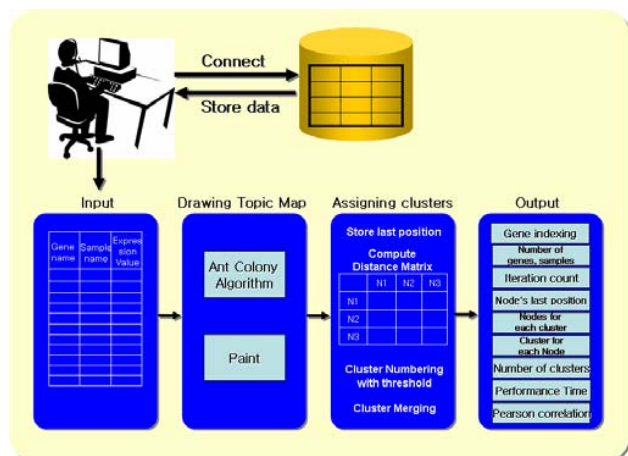 Connect
Store data
Input
Drawing Topic Map
Assigning clusters
Output
Gene name
Sample name
Expres sion Value
Ant Colony Algorithm
Paint
Store last position
Compute Distance Matrix
N1 N2 N3
N1
N2
N3
Cluster Numbering with threshold
Cluster Merging
Gene indexing
Number of genes, samples
Iteration count
Node's last position
Nodes for each cluster
Cluster for each Node
Number of clusters
Performance Time
Pearson correlation